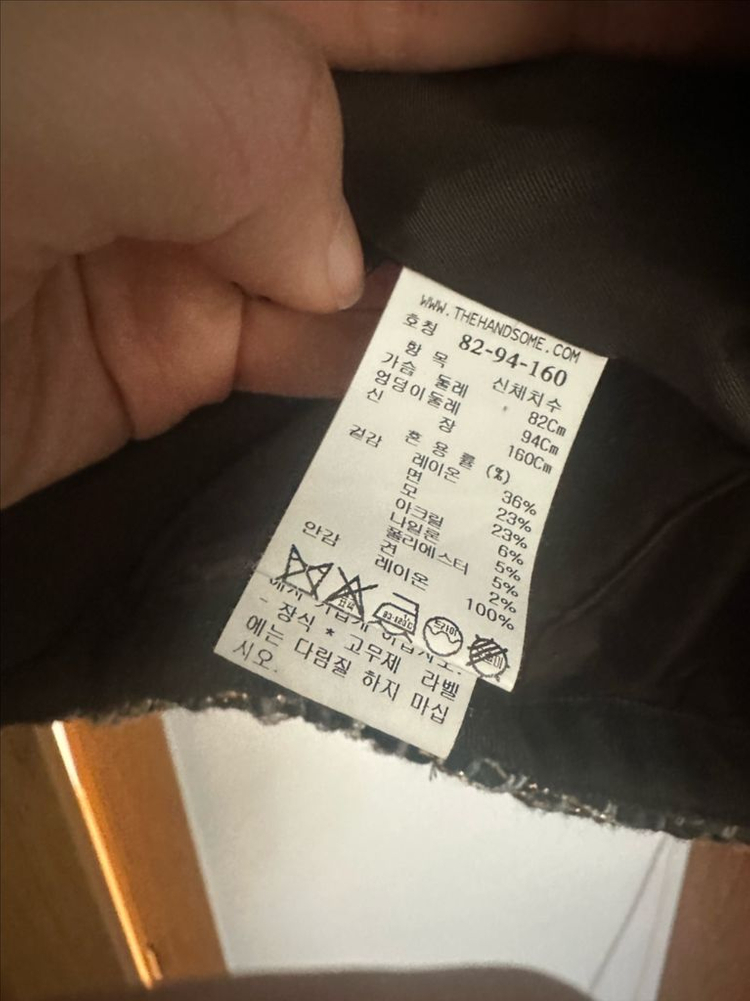 WWW.THEHANDSOME.COM
호칭 82-94-160
항 목 신체치수
가슴 둘레 82Cm
엉덩이둘레 94Cm
신 장 160Cm
겉감 혼 용 률 (%)
레이온 36%
면 23%
모 23%
아크릴 6%
나일론 5%
폴리에스터 5%
견 2%
안감 레이온 100%
드라이
- 장식 * 고무제 라벨
에는 다림질 하지 마십
시오.